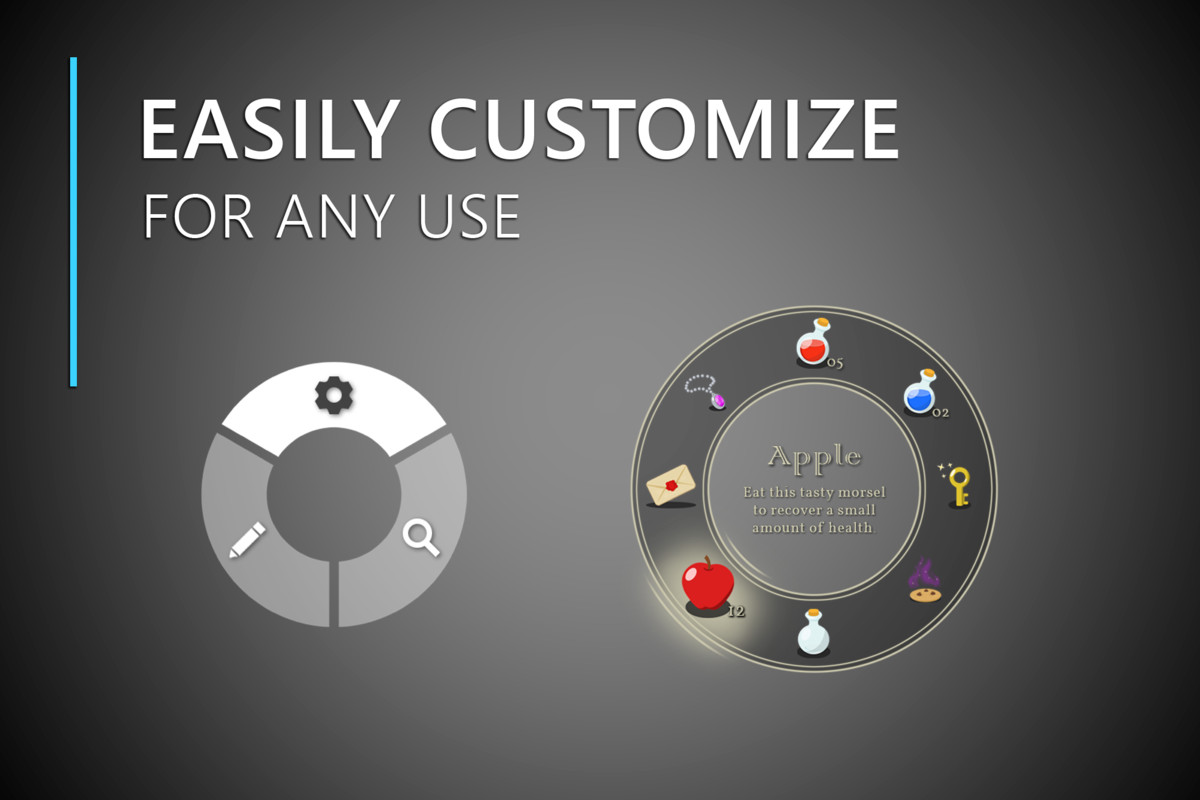 EASILY CUSTOMIZE
FOR ANY USE
05
02
Apple
Eat this tasty morsel
to recover a small
amount of health
12